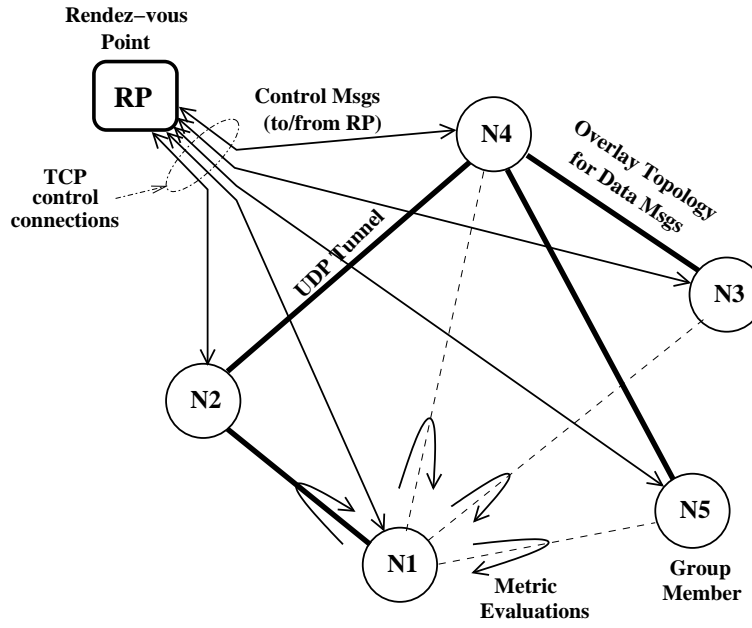 Rendez-vous
Point
RP
Control Msgs
(to/from RP)
N4
Overlay Topology
for Data Msgs
TCP
control
connections
UDP Tunnel
N3
N2
N5
N1
Group
Member
Metric
Evaluations